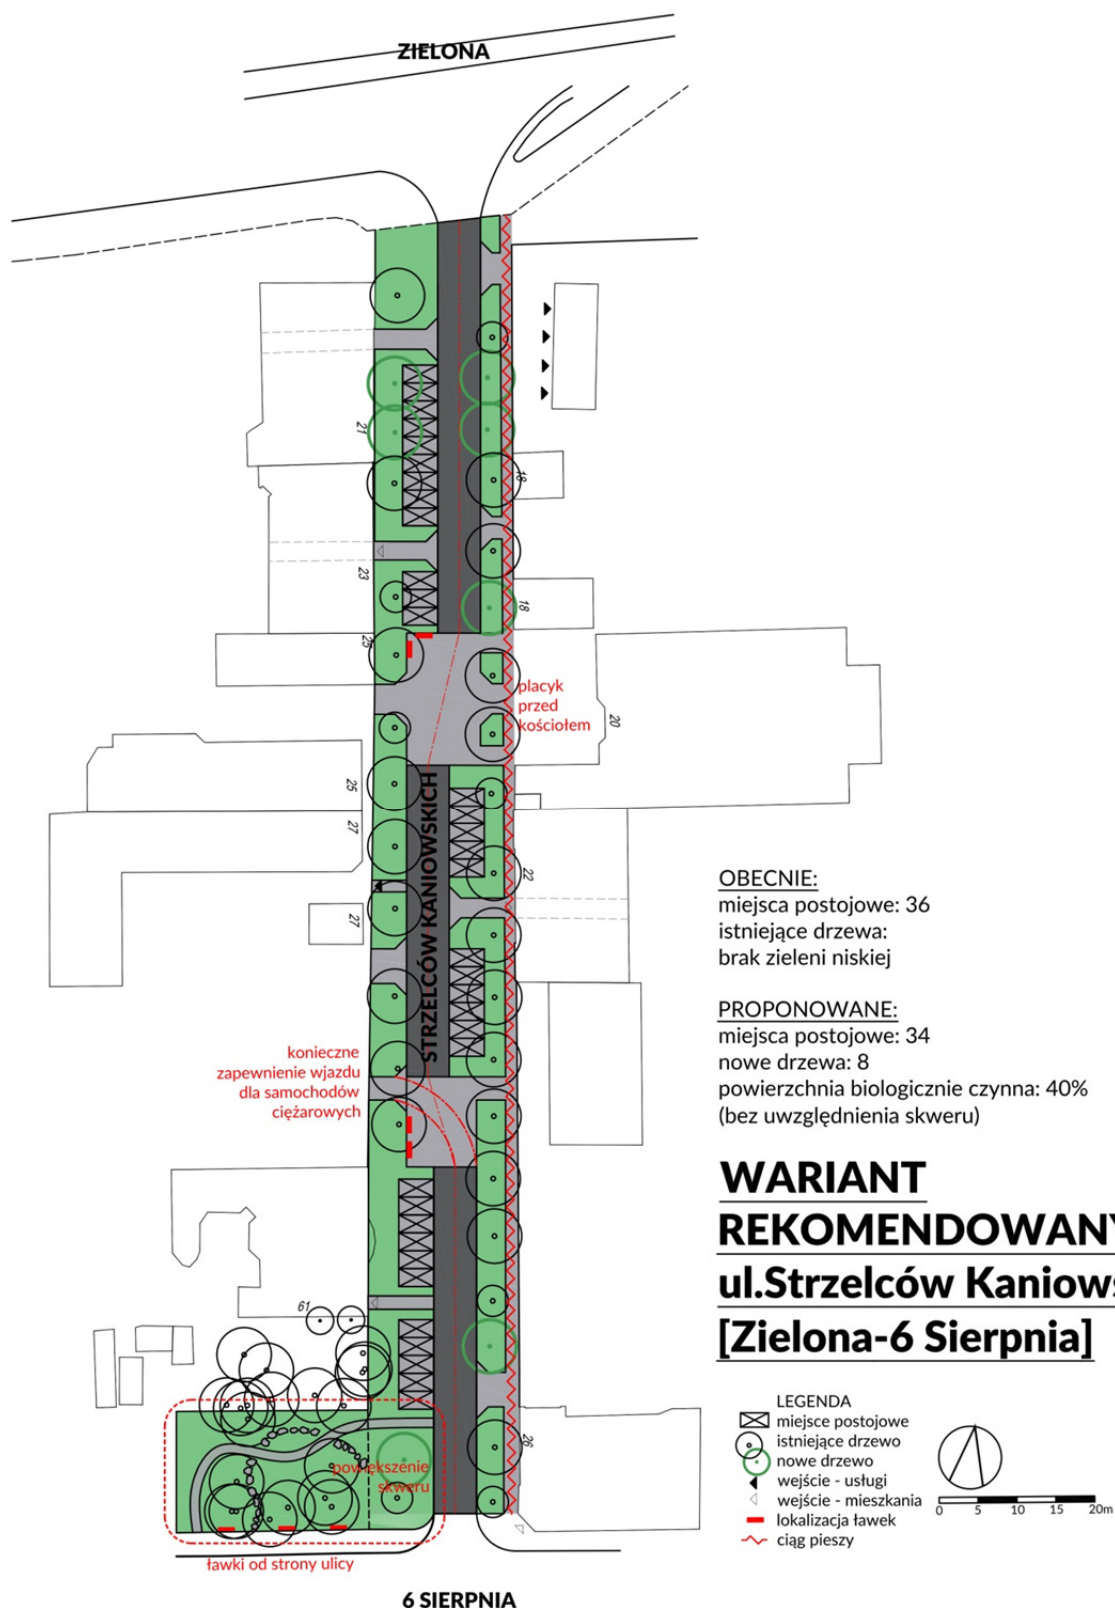 ZIELONA
21
18
23
18
25
placyk
przed
kościołem
20
25
STRZELCÓW KANIOWSKICH
27
22
27
OBECNIE:
miejsca postojowe: 36
istniejące drzewa:
brak zieleni niskiej
PROPONOWANE:
miejsca postojowe: 34
nowe drzewa: 8
powierzchnia biologicznie czynna: 40%
(bez uwzględnienia skweru)
konieczne
zapewnienie wjazdu
dla samochodów
ciężarowych
WARIANT
REKOMENDOWANY
ul.Strzelców Kaniows
[Zielona-6 Sierpnia]
61
LEGENDA
miejsce postojowe
istniejące drzewo
nowe drzewo
wejście - usługi
wejście - mieszkania
lokalizacja ławek
ciąg pieszy
0 5 10 15 20m
26
powiększenie
skweru
ławki od strony ulicy
6 SIERPNIA